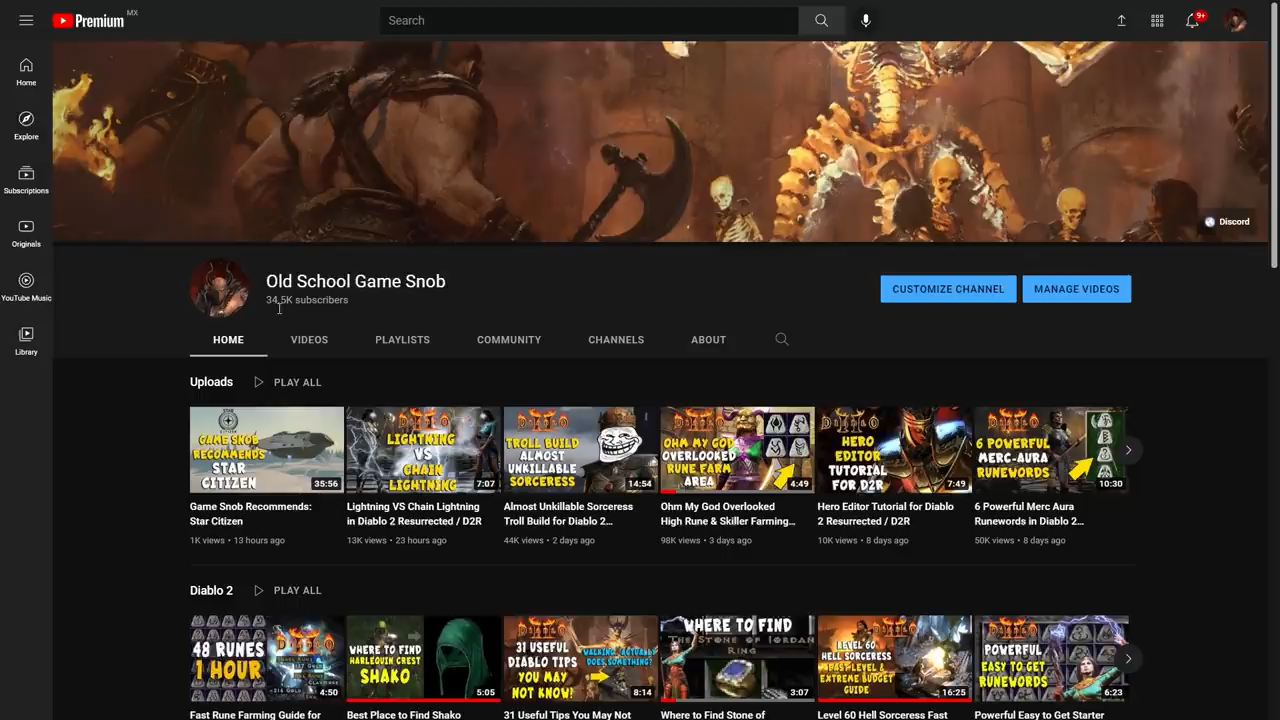 Premium MX
Search
9+
Home
Explore
Subscriptions
Originals
YouTube Music
Library
Discord
Old School Game Snob
34.5K subscribers
CUSTOMIZE CHANNEL
MANAGE VIDEOS
HOME
VIDEOS
PLAYLISTS
COMMUNITY
CHANNELS
ABOUT
Uploads
PLAY ALL
GAME SNOB
RECOMMENDS
STAR
CITIZEN
35:56
LIGHTNING
VS
CHAIN
LIGHTNING
7:07
TROLL BUILD
ALMOST
UNKILLABLE
SORCERESS
14:54
OHM MY GOD
OVERLOOKED
RUNE FARM
AREA
4:49
HERO
EDITOR
TUTORIAL
FOR D2R
7:49
6 POWERFUL
MERC-AURA
RUNEWORDS
10:30
Game Snob Recommends:
Star Citizen
1K views • 13 hours ago
Lightning VS Chain Lightning
in Diablo 2 Resurrected / D2R
13K views • 23 hours ago
Almost Unkillable Sorceress
Troll Build for Diablo 2...
44K views • 2 days ago
Ohm My God Overlooked
High Rune & Skiller Farming...
98K views • 3 days ago
Hero Editor Tutorial for Diablo
2 Resurrected / D2R
10K views • 8 days ago
6 Powerful Merc Aura
Runewords in Diablo 2...
50K views • 8 days ago
Diablo 2
PLAY ALL
48 RUNES
1 HOUR
4:50
WHERE TO FIND
HARLEQUIN CREST
SHAKO
5:05
31 USEFUL
DIABLO TIPS
YOU MAY
NOT KNOW!
WALKING ACTUALLY
DOES SOMETHING?
8:14
WHERE TO FIND
THE STONE OF JORDAN
RING
3:07
LEVEL 60
HELL SORCERESS
FAST-LEVEL &
EXTREME BUDGET
GUIDE
16:25
POWERFUL
EASY TO GET
RUNEWORDS
6:23
Fast Rune Farming Guide for
Best Place to Find Shako
31 Useful Tips You May Not
Where to Find Stone of
Level 60 Hell Sorceress Fast
Powerful Easy to Get Starter